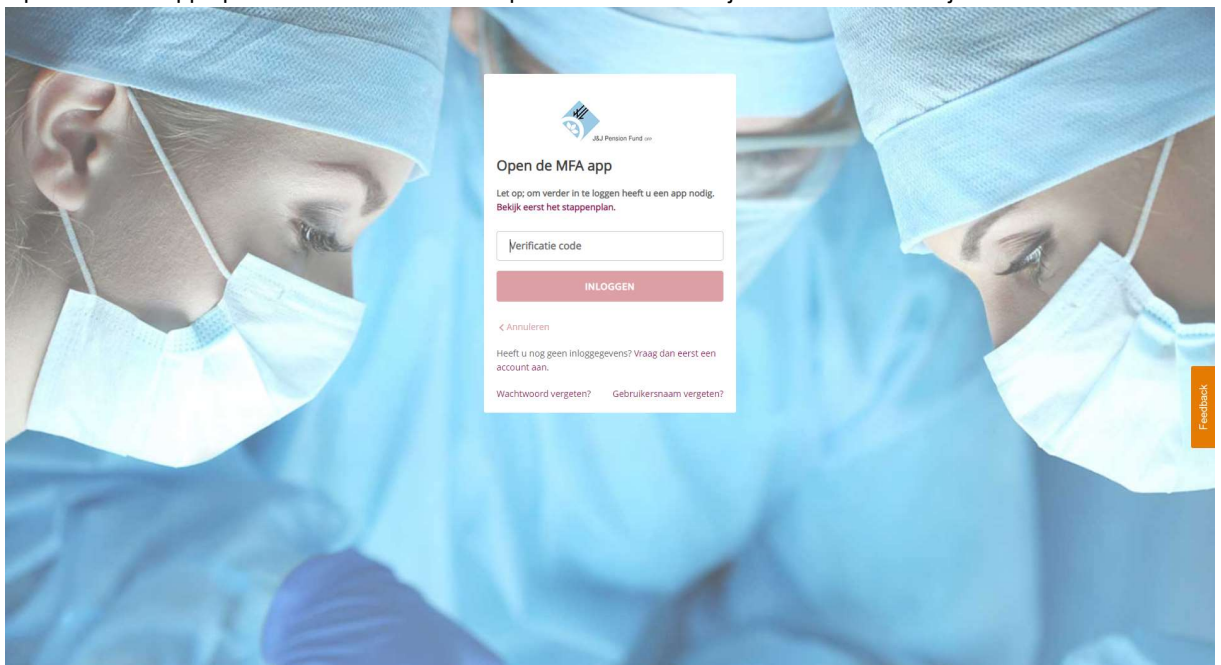 J&J Pension Fund OFP
Open de MFA app
Let op; om verder in te loggen heeft u een app nodig.
Bekijk eerst het stappenplan.
Verificatie code
INLOGGEN
< Annuleren
Heeft u nog geen inloggegevens? Vraag dan eerst een
account aan.
Wachtwoord vergeten? Gebruikersnaam vergeten?
Feedback